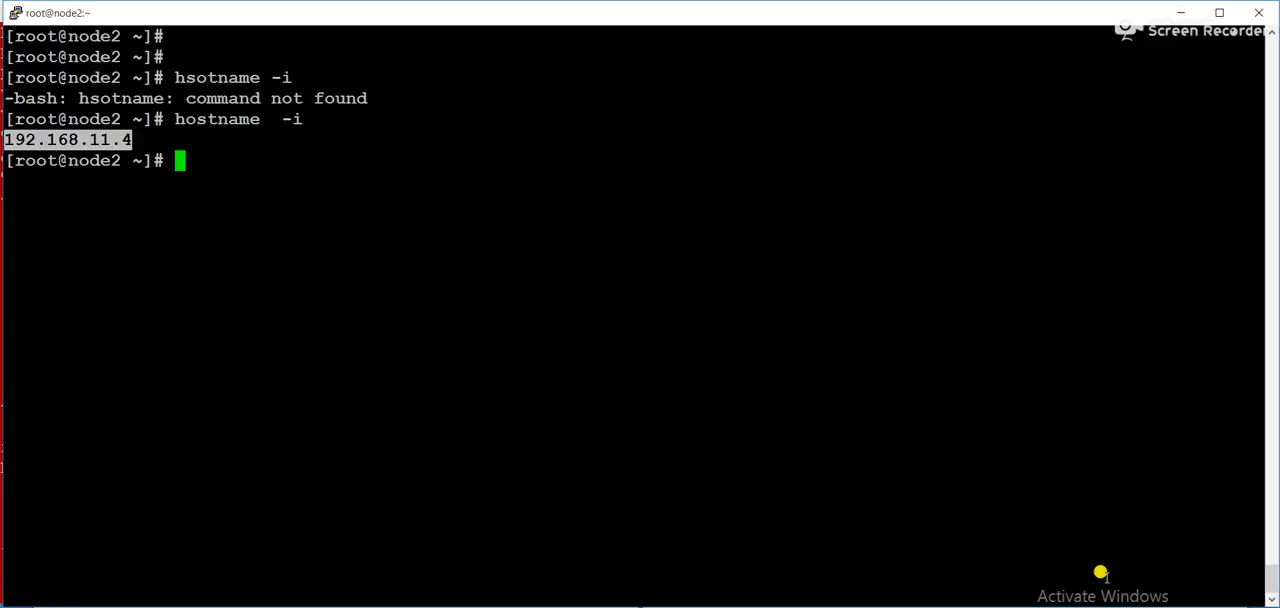 root@node2:~
[root@node2 ~]#
Screen Recorder
[root@node2 ~]#
[root@node2 ~]# hsotname -i
-bash: hsotname: command not found
[root@node2 ~]# hostname  -i
192.168.11.4
[root@node2 ~]#
Activate Windows